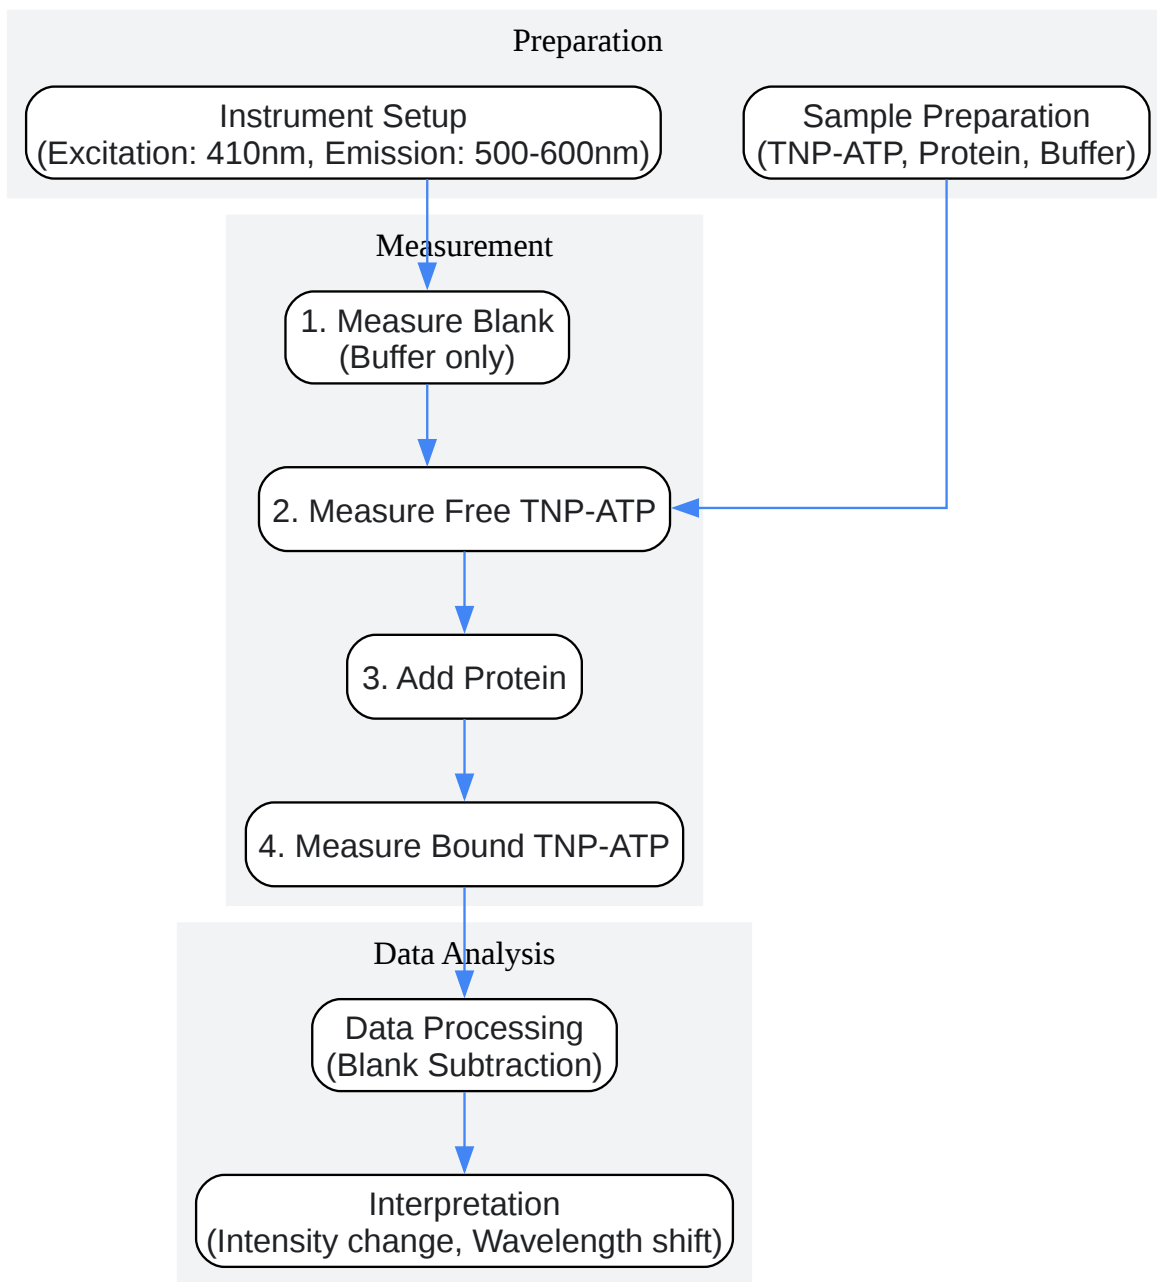 Preparation
Instrument Setup
(Excitation: 410nm, Emission: 500-600nm)
Sample Preparation
(TNP-ATP, Protein, Buffer)
Measurement
1. Measure Blank
(Buffer only)
2. Measure Free TNP-ATP
3. Add Protein
4. Measure Bound TNP-ATP
Data Analysis
Data Processing
(Blank Subtraction)
Interpretation
(Intensity change, Wavelength shift)